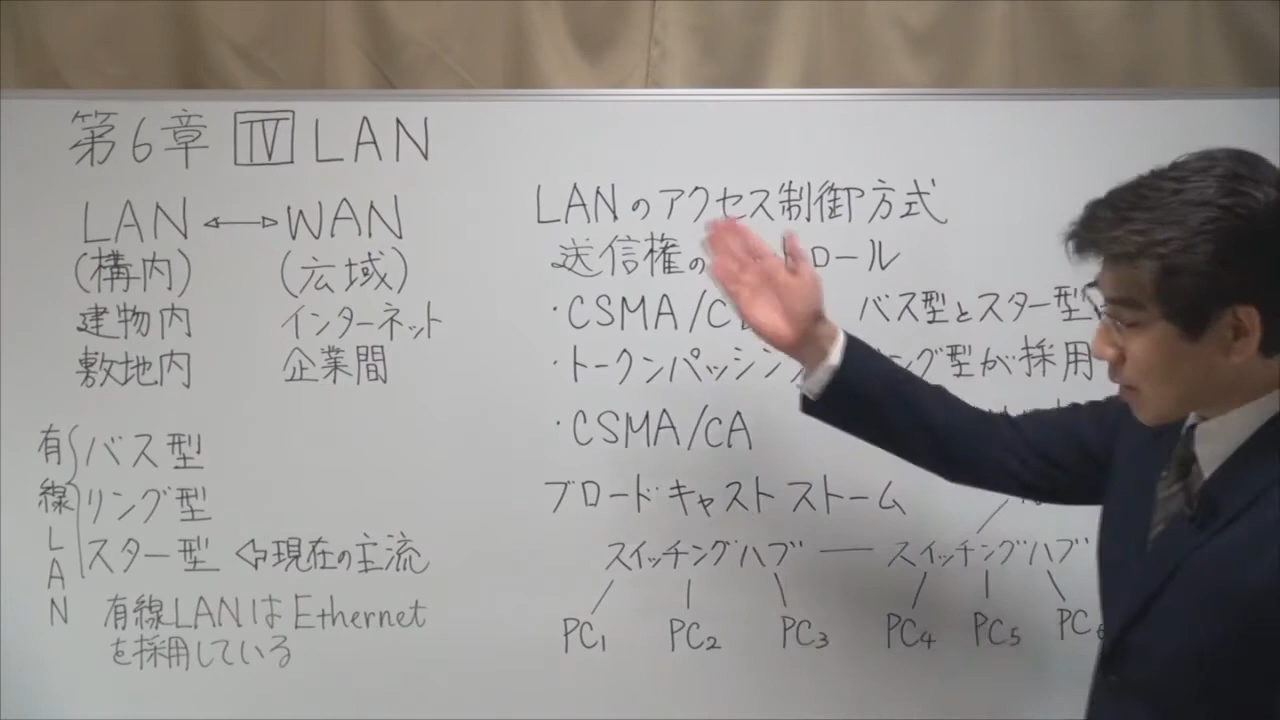 第6章 IV LAN
LAN ⟷ WAN
(構内) (広域)
建物内 インターネット
敷地内 企業間
有線LAN
バス型
リング型
スター型 ⇦現在の主流
有線LANはEthernet
を採用している
LANのアクセス制御方式
送信権の トロール
・CSMA/C バス型とスター型
・トークンパッシン グ型が採用
・CSMA/CA
ブロードキャストストーム
スイッチングハブ — スイッチングハブ
PC1 PC2 PC3 PC4 PC5 PC6